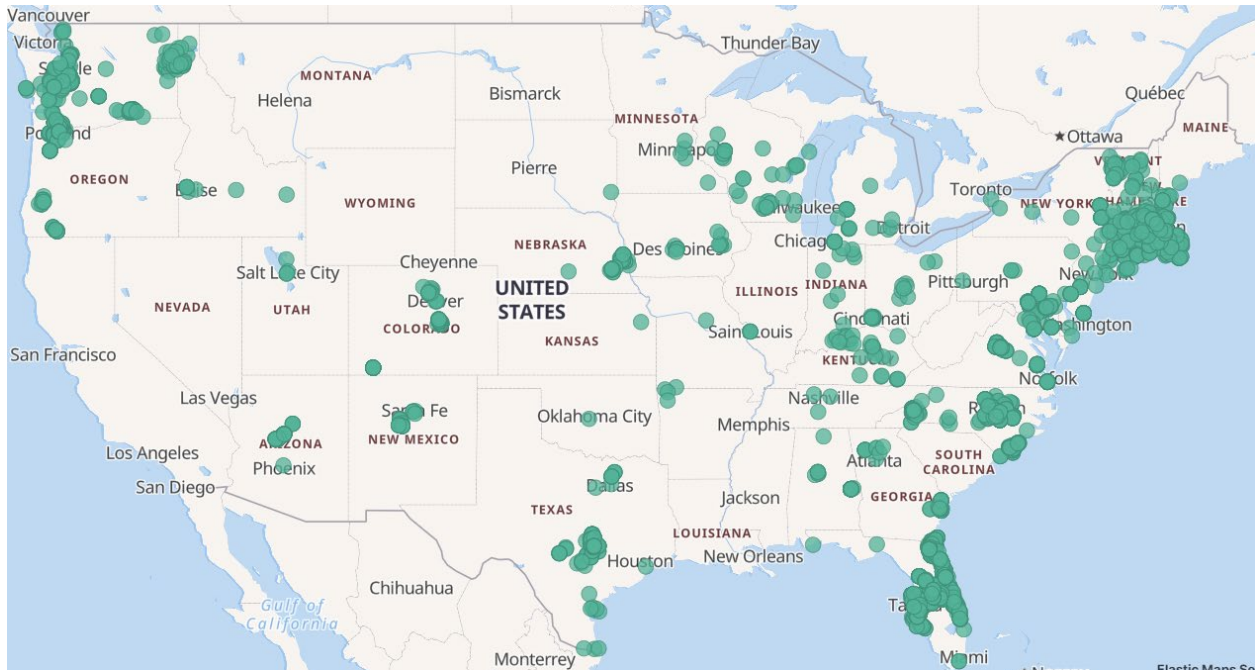 Vancouver
Victoria
Thunder Bay
MONTANA
Helena
Bismarck
Québec
MINNESOTA
MAINE
Ottawa
Portland
Pierre
VERMONT
OREGON
Boise
Toronto
WYOMING
NEW YORK
HAMPSHIRE
Milwaukee
Detroit
Chicago
NEBRASKA
Des Moines
Cheyenne
Salt Lake City
New York
Pittsburgh
UNITED
STATES
ILLINOIS
INDIANA
NEVADA
UTAH
Denver
COLORADO
Cincinnati
Washington
Saint Louis
KANSAS
San Francisco
KENTUCKY
Norfolk
Las Vegas
Nashville
Santa Fe
Oklahoma City
Memphis
NEW MEXICO
ARIZONA
Los Angeles
SOUTH
CAROLINA
Atlanta
Phoenix
San Diego
Dallas
Jackson
GEORGIA
TEXAS
LOUISIANA
New Orleans
Houston
Chihuahua
Gulf of
California
Monterrey
Miami